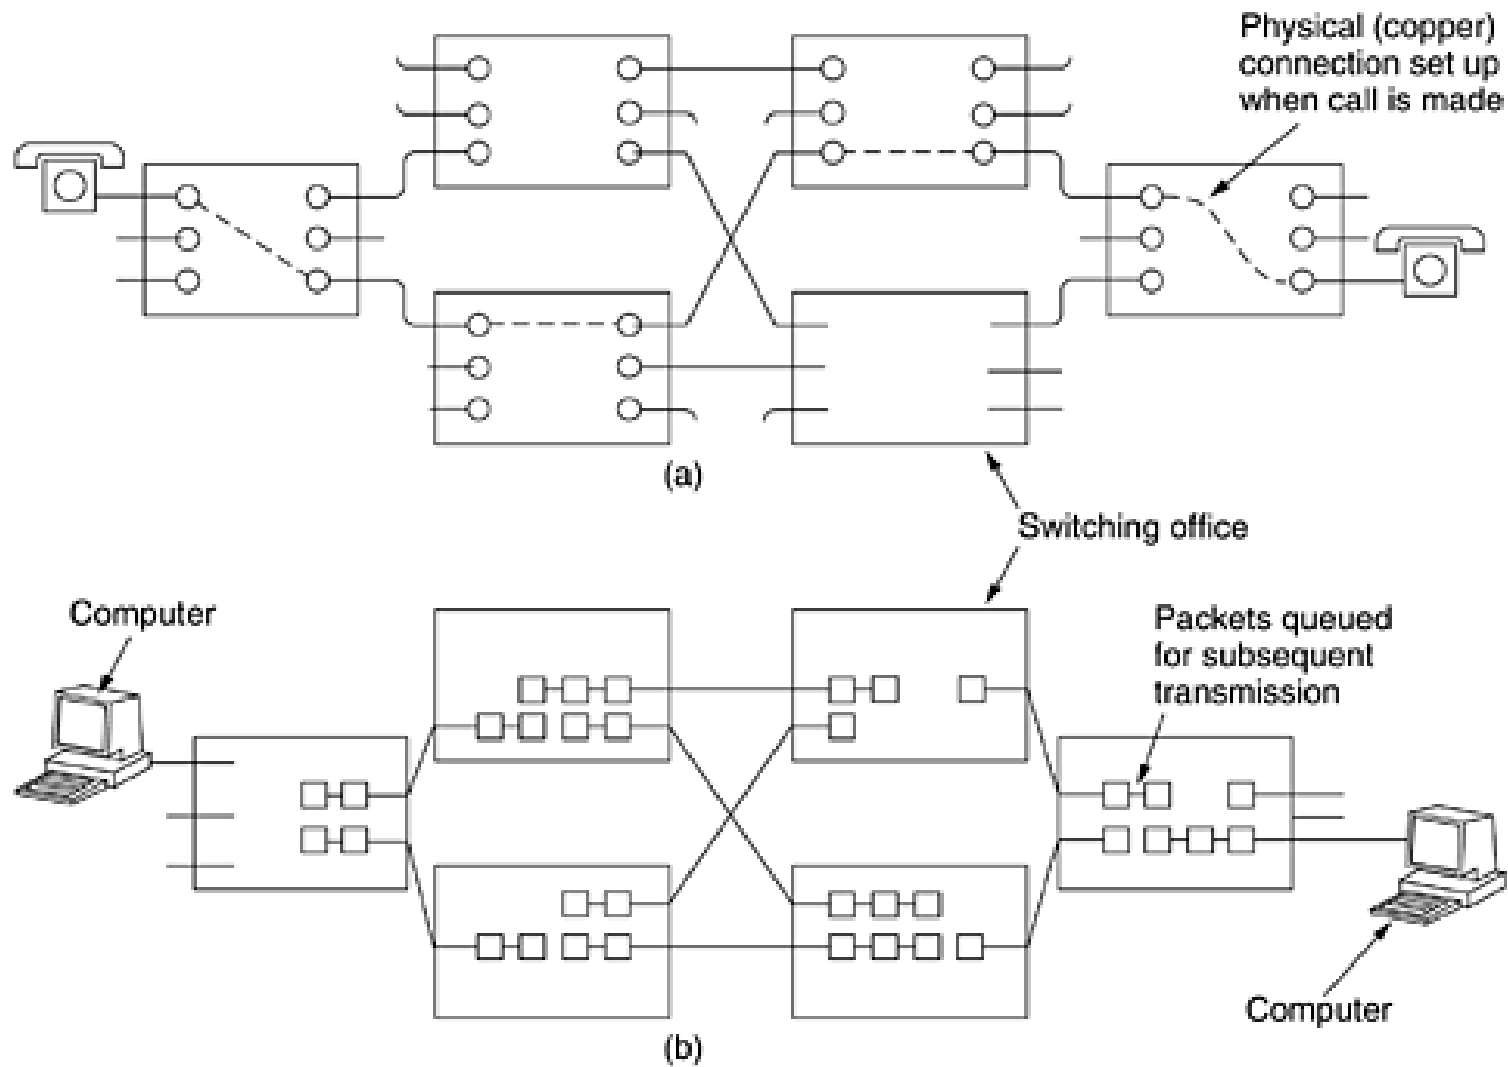 Physical (copper)
connection set up
when call is made
(a)
Switching office
Computer
Packets queued
for subsequent
transmission
Computer
(b)